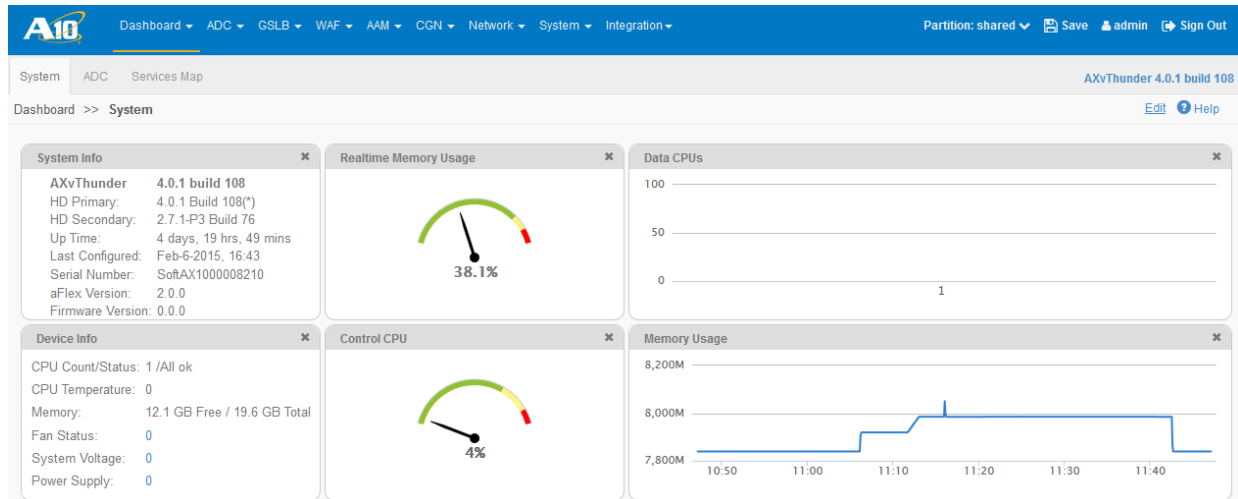 A10
Dashboard ADC GSLB WAF AAM CGN Network System Integration Partition: shared Save admin Sign Out
System ADC Services Map AXvThunder 4.0.1 build 108
Dashboard >> System Edit ? Help
System Info
AXvThunder 4.0.1 build 108
HD Primary: 4.0.1 Build 108(*)
HD Secondary: 2.7.1-P3 Build 76
Up Time: 4 days, 19 hrs, 49 mins
Last Configured: Feb-6-2015, 16:43
Serial Number: SoftAX1000008210
aFlex Version: 2.0.0
Firmware Version: 0.0.0
Realtime Memory Usage
38.1%
Data CPUs
100
50
0
1
Device Info
CPU Count/Status: 1 /All ok
CPU Temperature: 0
Memory: 12.1 GB Free / 19.6 GB Total
Fan Status: 0
System Voltage: 0
Power Supply: 0
Control CPU
4%
Memory Usage
8,200M
8,000M
7,800M
10:50 11:00 11:10 11:20 11:30 11:40